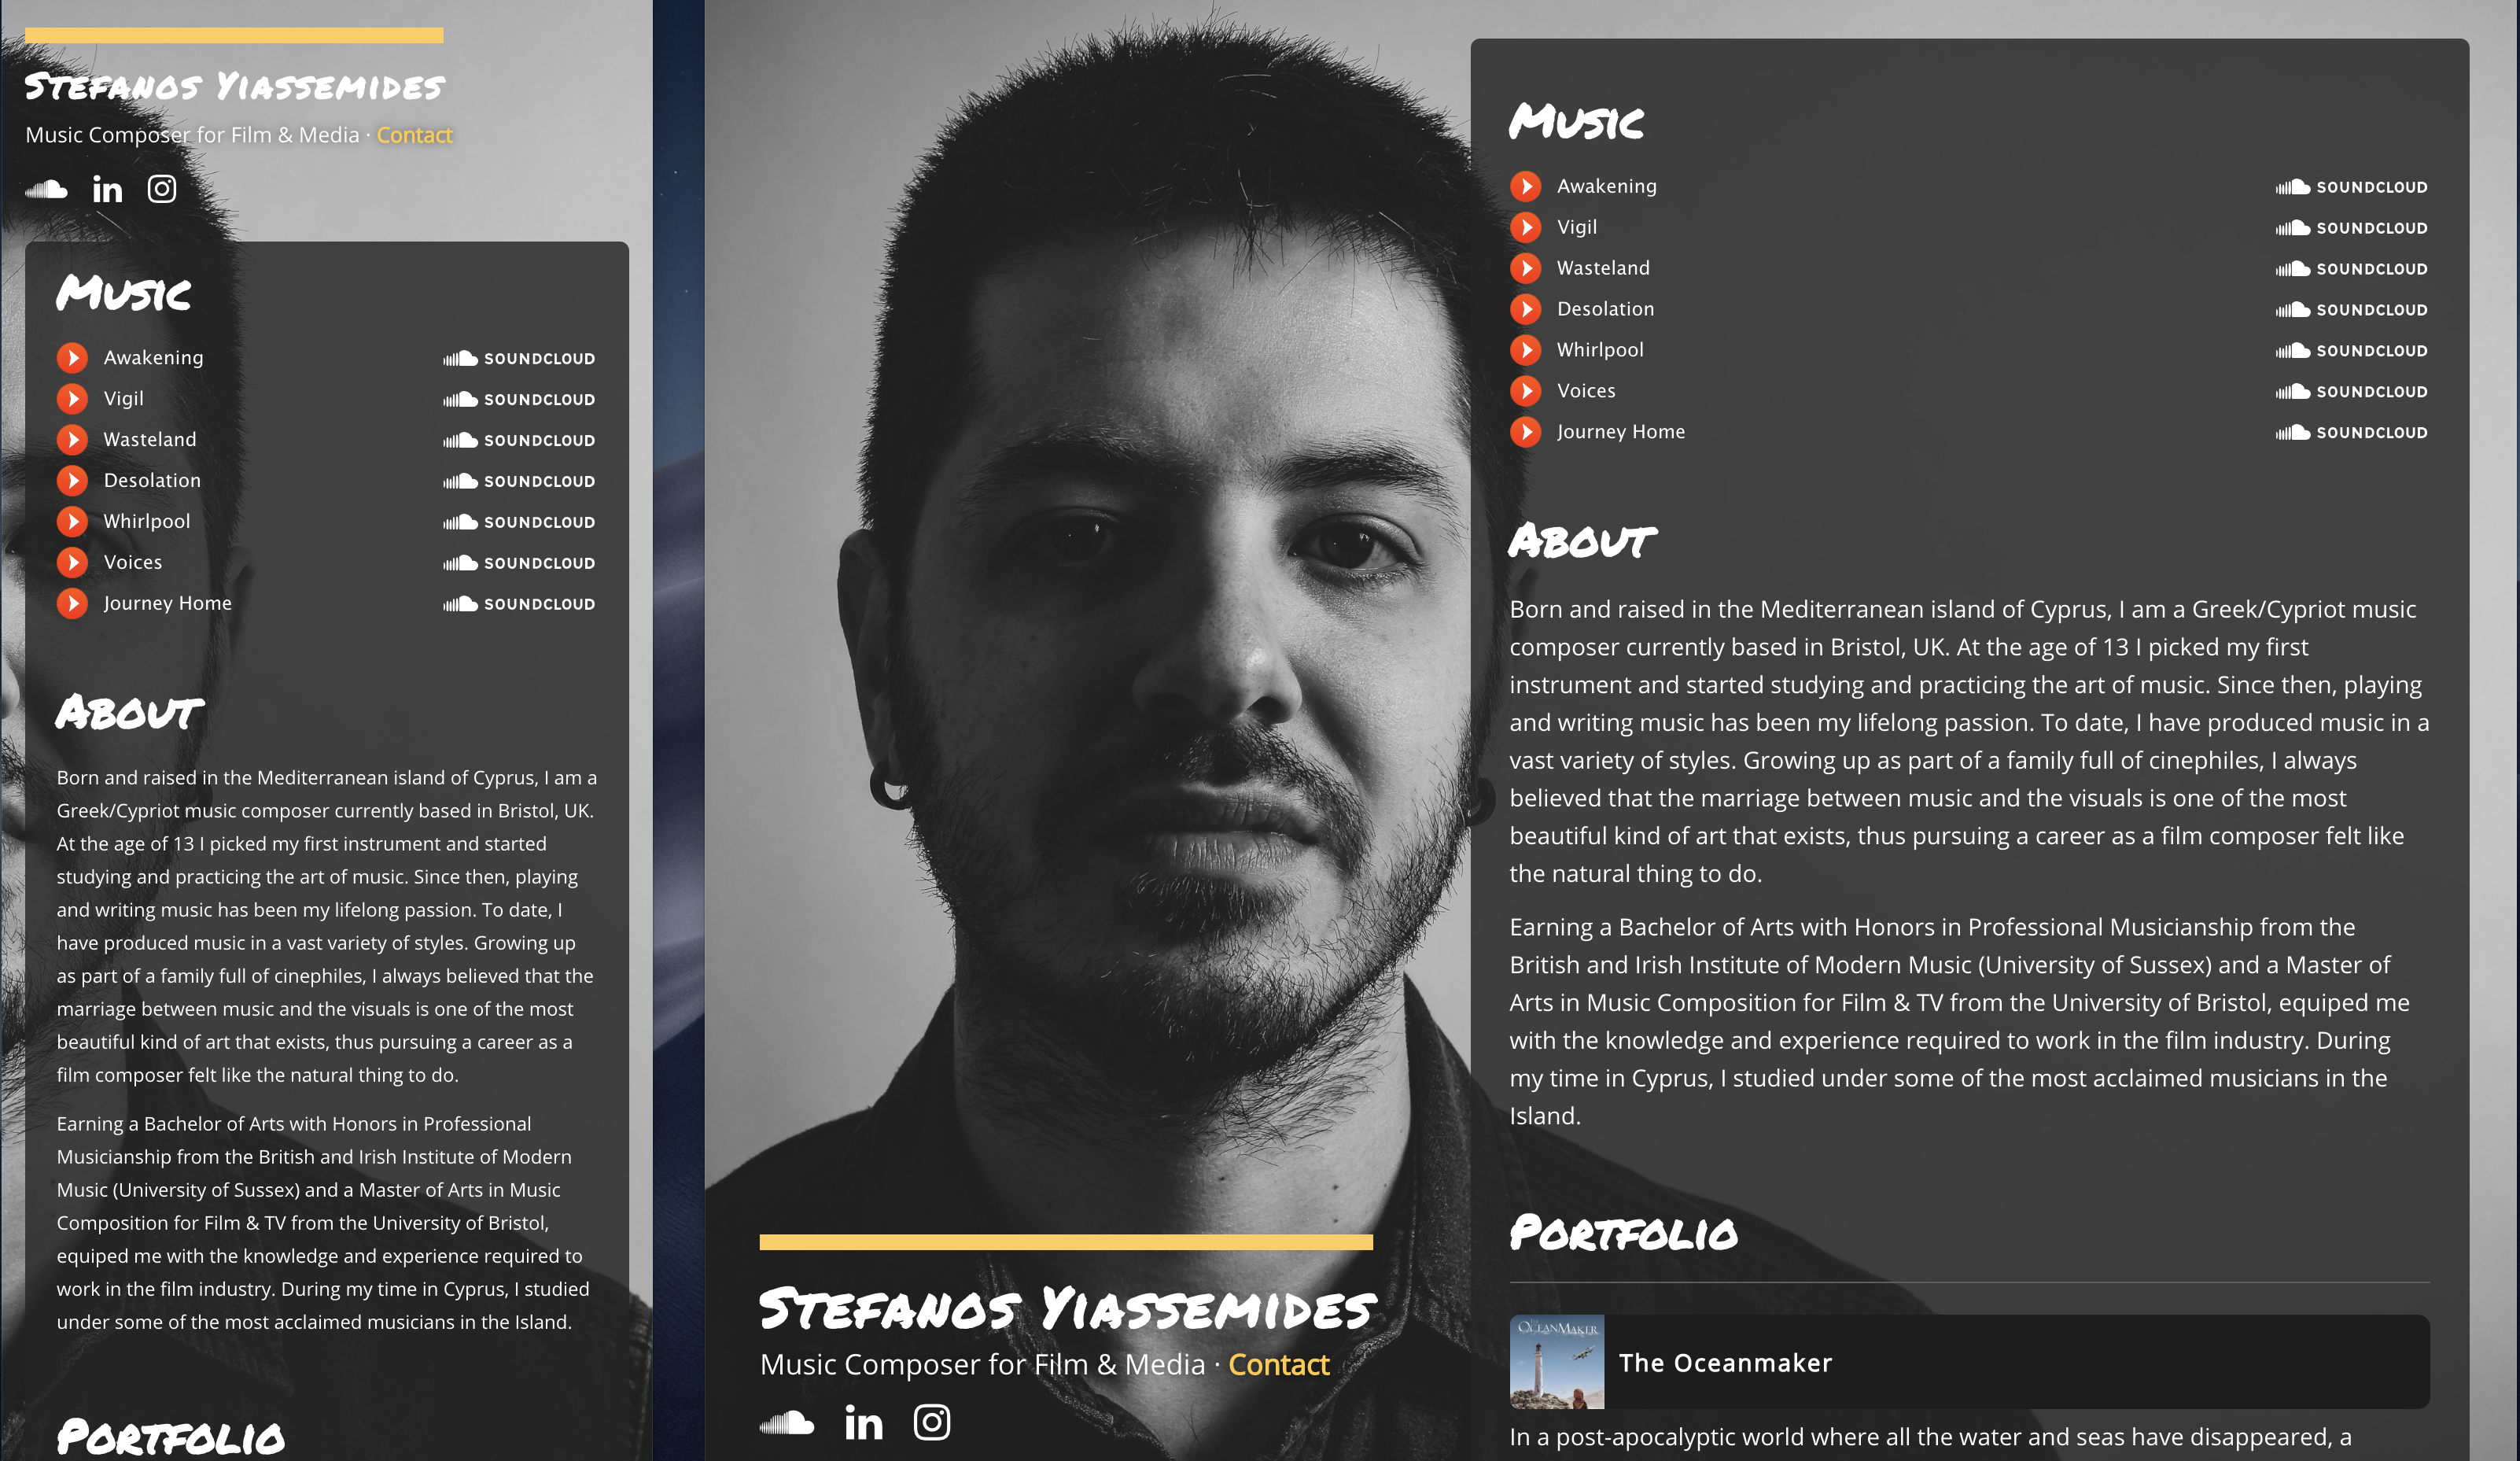 Stefanos Yiassemides
Music Composer for Film & Media · Contact
Music
Awakening SOUNDCLOUD
Vigil SOUNDCLOUD
Wasteland SOUNDCLOUD
Desolation SOUNDCLOUD
Whirlpool SOUNDCLOUD
Voices SOUNDCLOUD
Journey Home SOUNDCLOUD
About
Born and raised in the Mediterranean island of Cyprus, I am a
Greek/Cypriot music composer currently based in Bristol, UK.
At the age of 13 I picked my first instrument and started
studying and practicing the art of music. Since then, playing
and writing music has been my lifelong passion. To date, I
have produced music in a vast variety of styles. Growing up
as part of a family full of cinephiles, I always believed that the
marriage between music and the visuals is one of the most
beautiful kind of art that exists, thus pursuing a career as a
film composer felt like the natural thing to do.
Earning a Bachelor of Arts with Honors in Professional
Musicianship from the British and Irish Institute of Modern
Music (University of Sussex) and a Master of Arts in Music
Composition for Film & TV from the University of Bristol,
equiped me with the knowledge and experience required to
work in the film industry. During my time in Cyprus, I studied
under some of the most acclaimed musicians in the Island.
Portfolio
Stefanos Yiassemides
Music Composer for Film & Media · Contact
Music
Awakening SOUNDCLOUD
Vigil SOUNDCLOUD
Wasteland SOUNDCLOUD
Desolation SOUNDCLOUD
Whirlpool SOUNDCLOUD
Voices SOUNDCLOUD
Journey Home SOUNDCLOUD
About
Born and raised in the Mediterranean island of Cyprus, I am a Greek/Cypriot music
composer currently based in Bristol, UK. At the age of 13 I picked my first
instrument and started studying and practicing the art of music. Since then, playing
and writing music has been my lifelong passion. To date, I have produced music in a
vast variety of styles. Growing up as part of a family full of cinephiles, I always
believed that the marriage between music and the visuals is one of the most
beautiful kind of art that exists, thus pursuing a career as a film composer felt like
the natural thing to do.
Earning a Bachelor of Arts with Honors in Professional Musicianship from the
British and Irish Institute of Modern Music (University of Sussex) and a Master of
Arts in Music Composition for Film & TV from the University of Bristol, equiped me
with the knowledge and experience required to work in the film industry. During
my time in Cyprus, I studied under some of the most acclaimed musicians in the
Island.
Portfolio
OceanMaker
The Oceanmaker
In a post-apocalyptic world where all the water and seas have disappeared, a